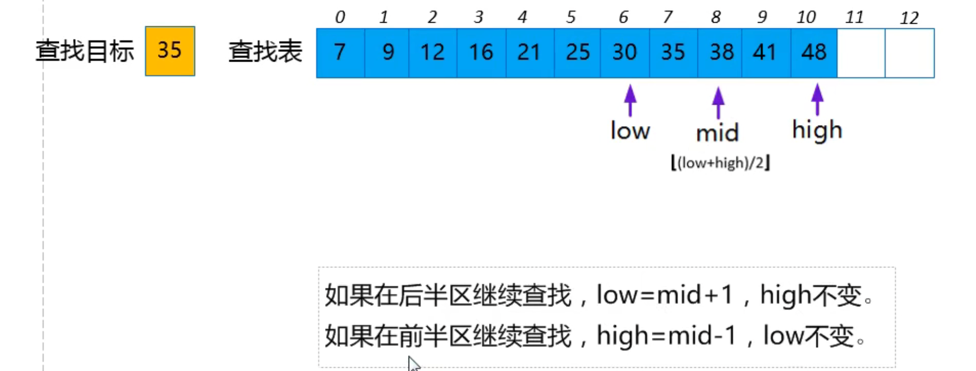 0 1 2 3 4 5 6 7 8 9 10 11 12
查找目标 35 查找表 7 9 12 16 21 25 30 35 38 41 48
low mid high
⌊(low+high)/2⌋
如果在后半区继续查找，low=mid+1，high不变。
如果在前半区继续查找，high=mid-1，low不变。